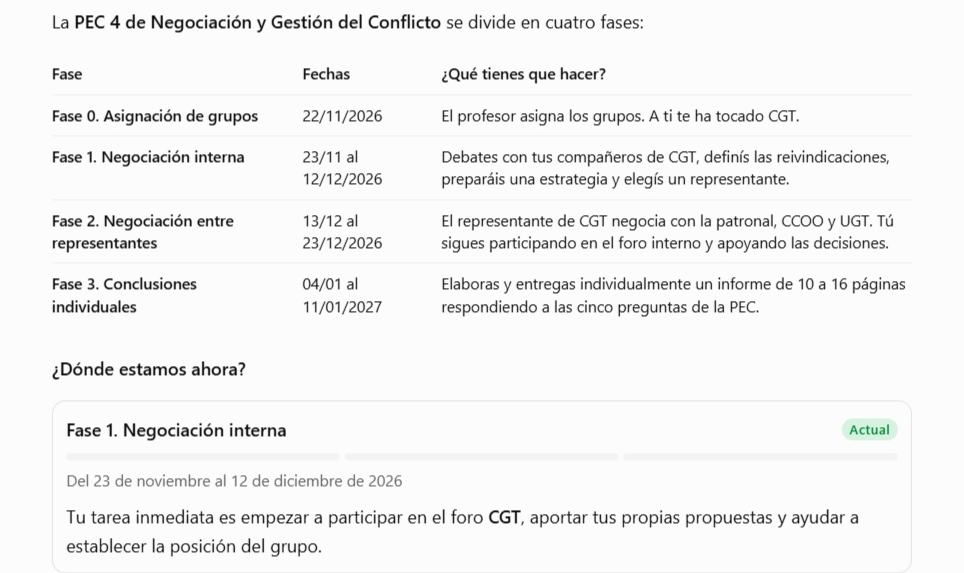 La PEC 4 de Negociación y Gestión del Conflicto se divide en cuatro fases:
Fase Fechas ¿Qué tienes que hacer?
Fase 0. Asignación de grupos 22/11/2026 El profesor asigna los grupos. A ti te ha tocado CGT.
Fase 1. Negociación interna 23/11 al Debates con tus compañeros de CGT, definís las reivindicaciones,
12/12/2026 preparáis una estrategia y elegís un representante.
Fase 2. Negociación entre 13/12 al El representante de CGT negocia con la patronal, CCOO y UGT. Tú
representantes 23/12/2026 sigues participando en el foro interno y apoyando las decisiones.
Fase 3. Conclusiones 04/01 al Elaboras y entregas individualmente un informe de 10 a 16 páginas
individuales 11/01/2027 respondiendo a las cinco preguntas de la PEC.
¿Dónde estamos ahora?
Fase 1. Negociación interna Actual
Del 23 de noviembre al 12 de diciembre de 2026
Tu tarea inmediata es empezar a participar en el foro CGT, aportar tus propias propuestas y ayudar a
establecer la posición del grupo.